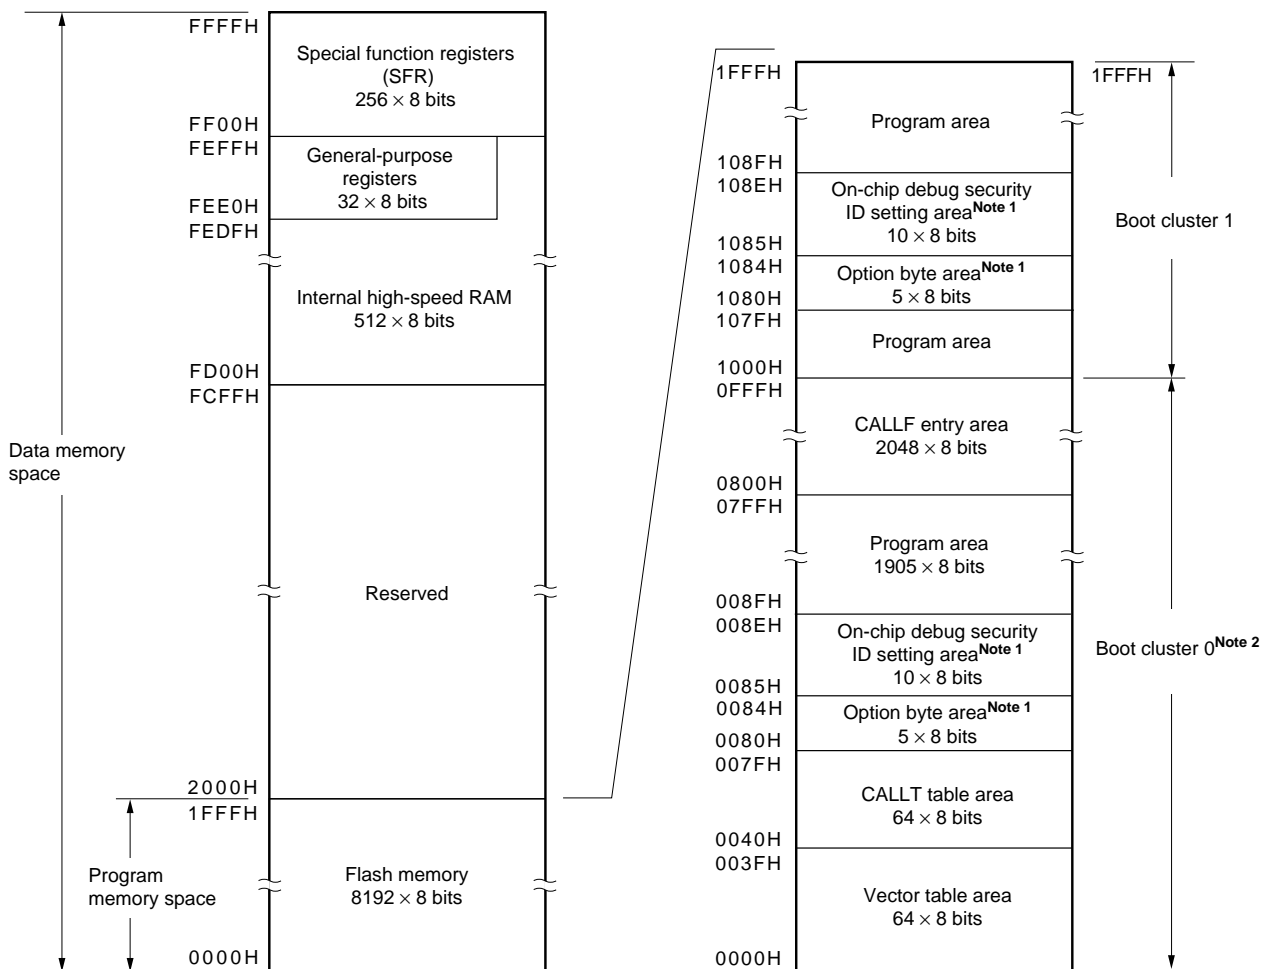 FFFFH
Special function registers
(SFR)
256 × 8 bits
FF00H
FEFFH
General-purpose
registers
32 × 8 bits
FEE0H
FEDFH
Internal high-speed RAM
512 × 8 bits
FD00H
FCFFH
Data memory
space
Reserved
2000H
1FFFH
Program
memory space
Flash memory
8192 × 8 bits
0000H
1FFFH
1FFFH
Program area
108FH
108EH
On-chip debug security
ID setting areaNote 1
10 × 8 bits
Boot cluster 1
1085H
1084H
Option byte areaNote 1
5 × 8 bits
1080H
107FH
Program area
1000H
0FFFH
CALLF entry area
2048 × 8 bits
0800H
07FFH
Program area
1905 × 8 bits
008FH
008EH
On-chip debug security
ID setting areaNote 1
10 × 8 bits
Boot cluster 0Note 2
0085H
0084H
Option byte areaNote 1
5 × 8 bits
0080H
007FH
CALLT table area
64 × 8 bits
0040H
003FH
Vector table area
64 × 8 bits
0000H